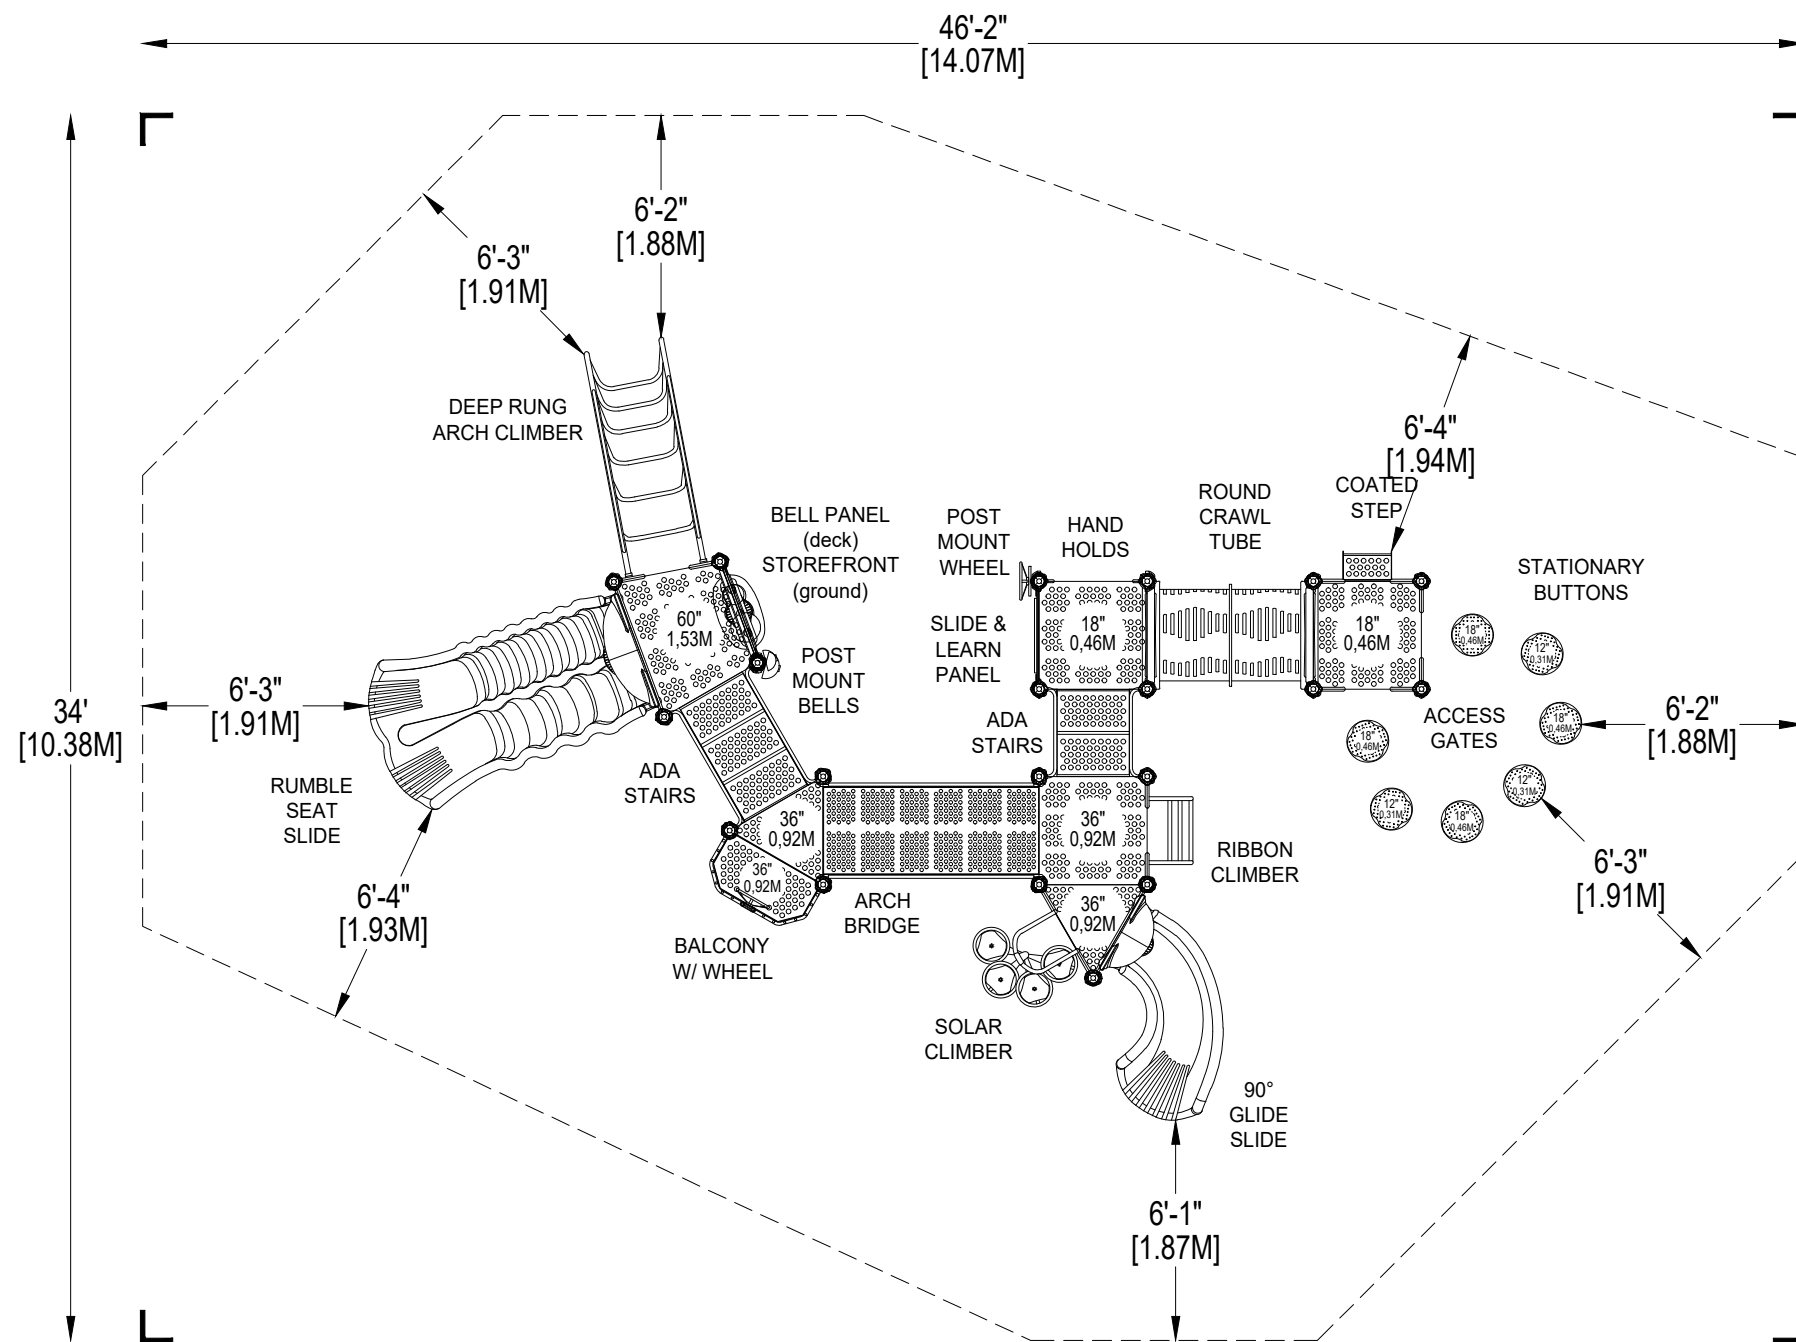 46'-2"
[14.07M]
6'-2"
[1.88M]
6'-3"
[1.91M]
DEEP RUNG
ARCH CLIMBER
6'-4"
[1.94M]
COATED
STEP
ROUND
CRAWL
TUBE
HAND
HOLDS
POST
MOUNT
WHEEL
BELL PANEL
(deck)
STOREFRONT
(ground)
STATIONARY
BUTTONS
60"
1,53M
SLIDE &
LEARN
PANEL
18"
0,46M
18"
0,46M
18"
0,46M
12"
0,31M
POST
MOUNT
BELLS
34'
[10.38M]
6'-3"
[1.91M]
ADA
STAIRS
ACCESS
GATES
18"
0,46M
18"
0,46M
6'-2"
[1.88M]
RUMBLE
SEAT
SLIDE
ADA
STAIRS
12"
0,31M
12"
0,31M
18"
0,46M
36"
0,92M
36"
0,92M
36"
0,92M
RIBBON
CLIMBER
6'-3"
[1.91M]
6'-4"
[1.93M]
ARCH
BRIDGE
36"
0,92M
BALCONY
W/ WHEEL
SOLAR
CLIMBER
90°
GLIDE
SLIDE
6'-1"
[1.87M]